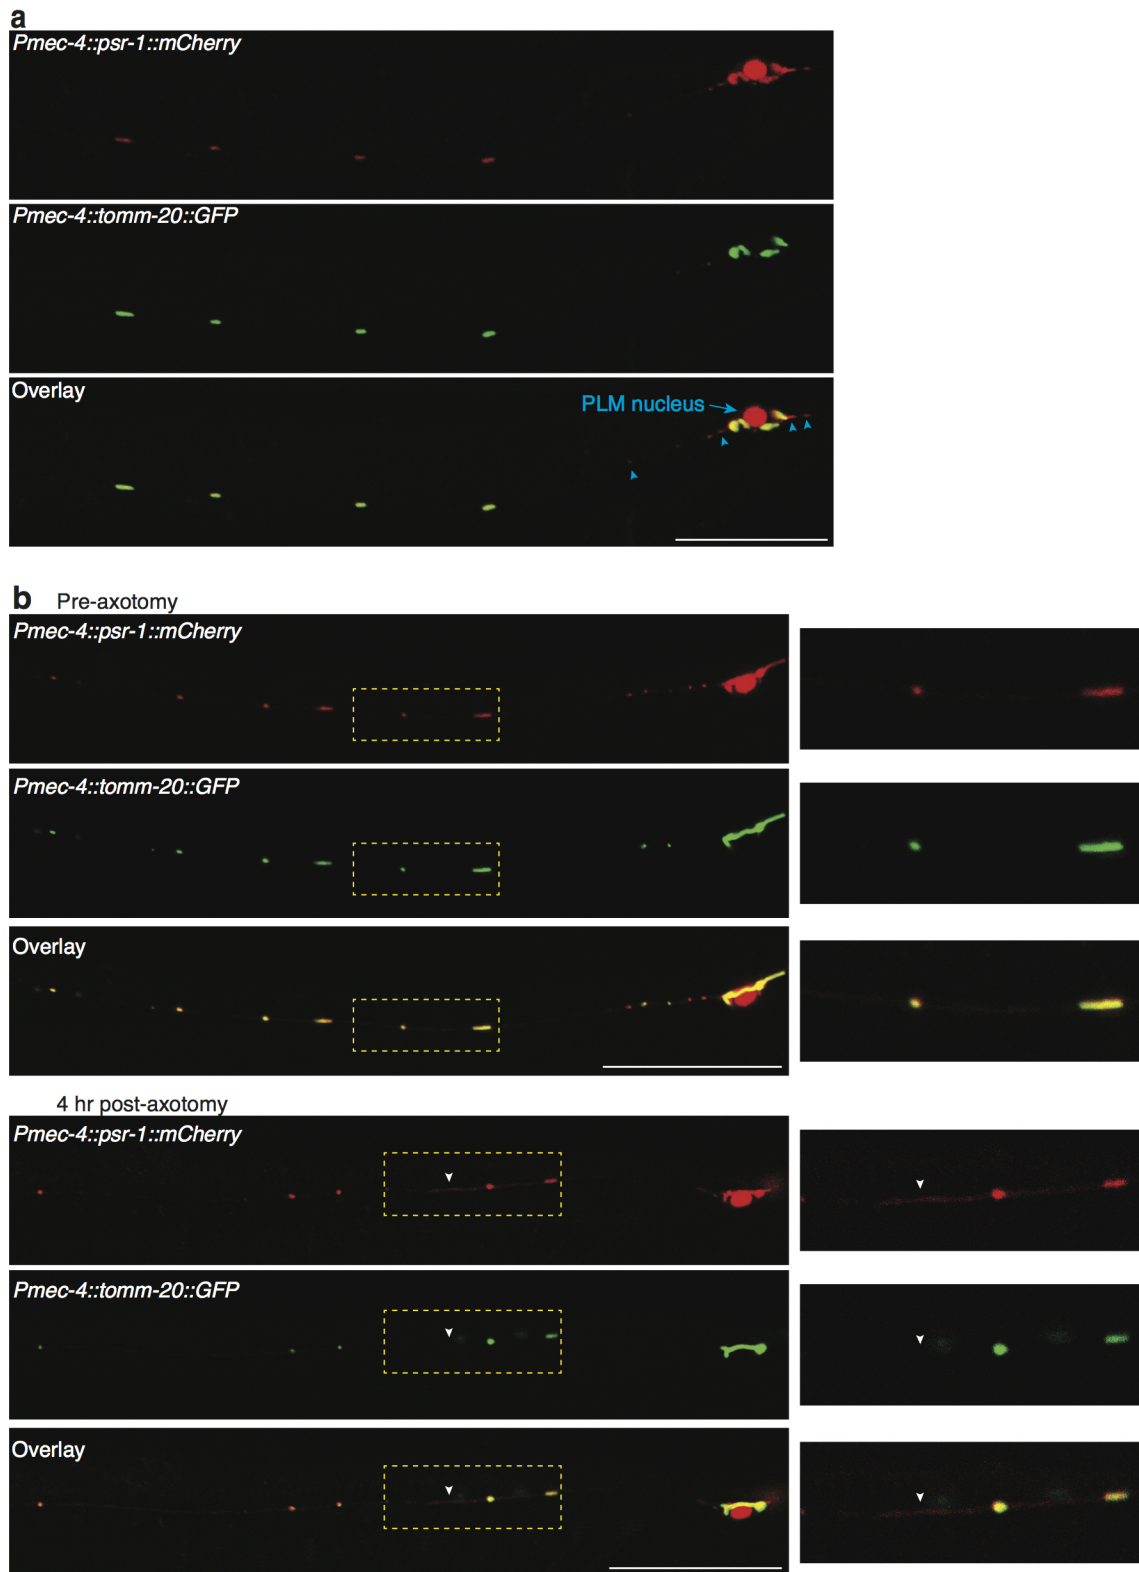 a
Pmec-4::psr-1::mCherry
Pmec-4::tomm-20::GFP
Overlay
PLM nucleus
b Pre-axotomy
Pmec-4::psr-1::mCherry
Pmec-4::tomm-20::GFP
Overlay
4 hr post-axotomy
Pmec-4::psr-1::mCherry
Pmec-4::tomm-20::GFP
Overlay